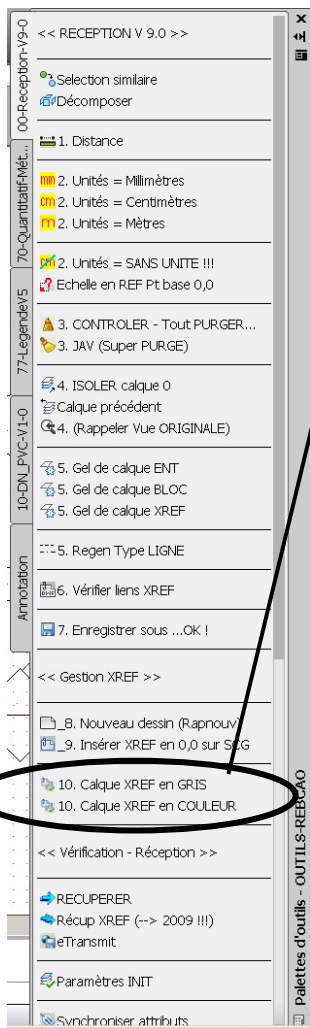 << RECEPTION V 9.0 >>
Selection similaire
Décomposer
1. Distance
mm 2. Unités = Millimètres
cm 2. Unités = Centimètres
m 2. Unités = Mètres
2. Unités = SANS UNITE !!!
Echelle en REF Pt base 0,0
3. CONTROLER - Tout PURGER...
3. JAV (Super PURGE)
4. ISOLER calque 0
Calque précédent
4. (Rappeler Vue ORIGINALE)
5. Gel de calque ENT
5. Gel de calque BLOC
5. Gel de calque XREF
5. Regen Type LIGNE
6. Vérifier liens XREF
7. Enregistrer sous ...OK !
<< Gestion XREF >>
_8. Nouveau dessin (Rapnouv)
_9. Insérer XREF en 0,0 sur SCG
10. Calque XREF en GRIS
10. Calque XREF en COULEUR
<< Vérification - Réception >>
RECUPERER
Récup XREF (--> 2009 !!!)
eTransmit
Paramètres INIT
Synchroniser attributs
00-Reception-V9-0
70-Quantitatif-Mét...
77-LegendeV5
10-DN_PVC-V1-0
Annotation
Palettes d'outils - OUTILS-REBCAO